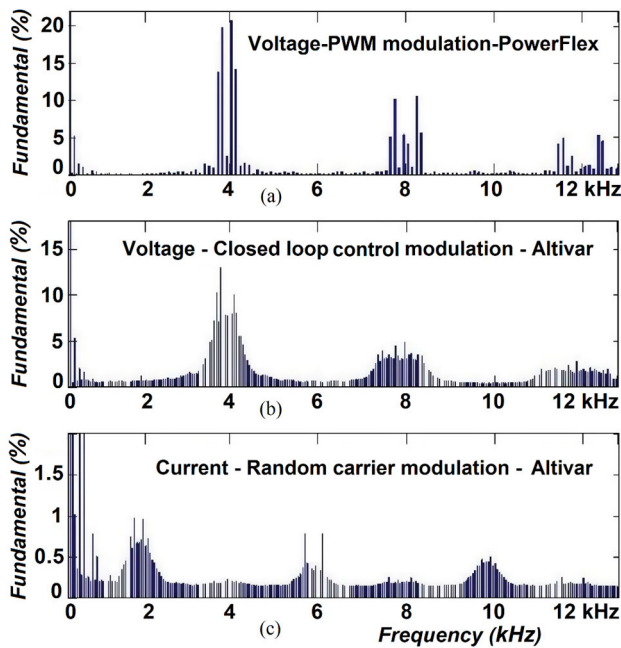 Fundamental (%)
20
15
10
5
0
Voltage-PWM modulation-PowerFlex
0 2 4 6 8 10 12 kHz
(a)
Fundamental (%)
15
10
5
0
Voltage - Closed loop control modulation - Altivar
0 2 4 6 8 10 12 kHz
(b)
Fundamental (%)
1.5
1
0.5
0
Current - Random carrier modulation - Altivar
0 2 4 6 8 10 12 kHz
(c)
Frequency (kHz)